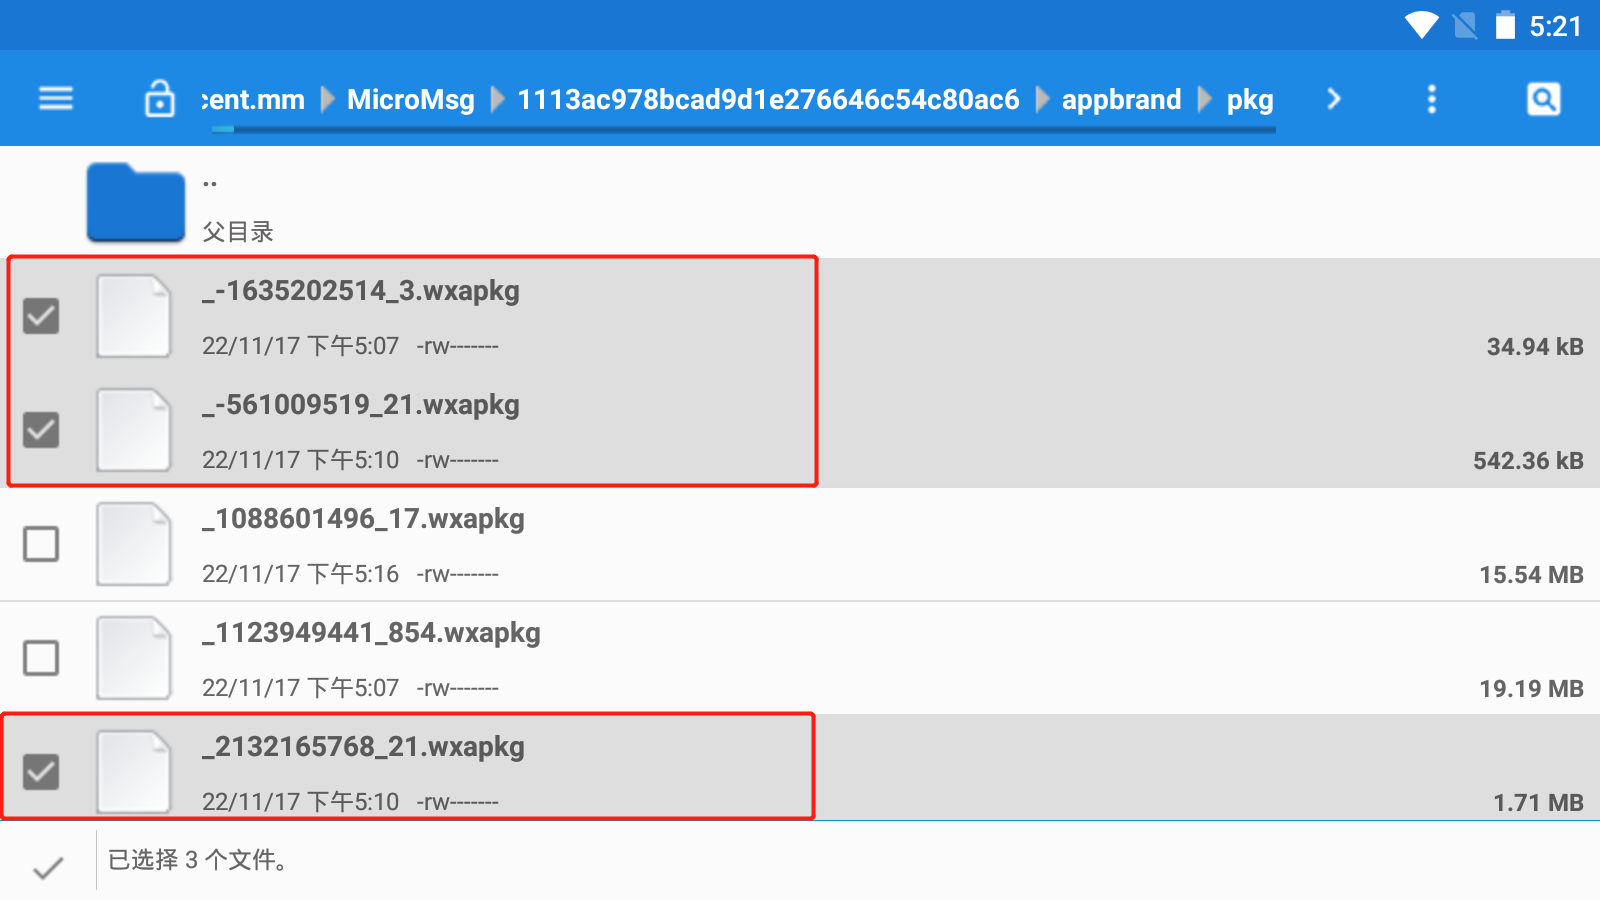 5:21
cent.mm MicroMsg 1113ac978bcad9d1e276646c54c80ac6 appbrand pkg
..
父目录
_-1635202514_3.wxapkg
22/11/17 下午5:07 -rw-------
34.94 kB
_-561009519_21.wxapkg
22/11/17 下午5:10 -rw-------
542.36 kB
_1088601496_17.wxapkg
22/11/17 下午5:16 -rw-------
15.54 MB
_1123949441_854.wxapkg
22/11/17 下午5:07 -rw-------
19.19 MB
_2132165768_21.wxapkg
22/11/17 下午5:10 -rw-------
1.71 MB
已选择 3 个文件。